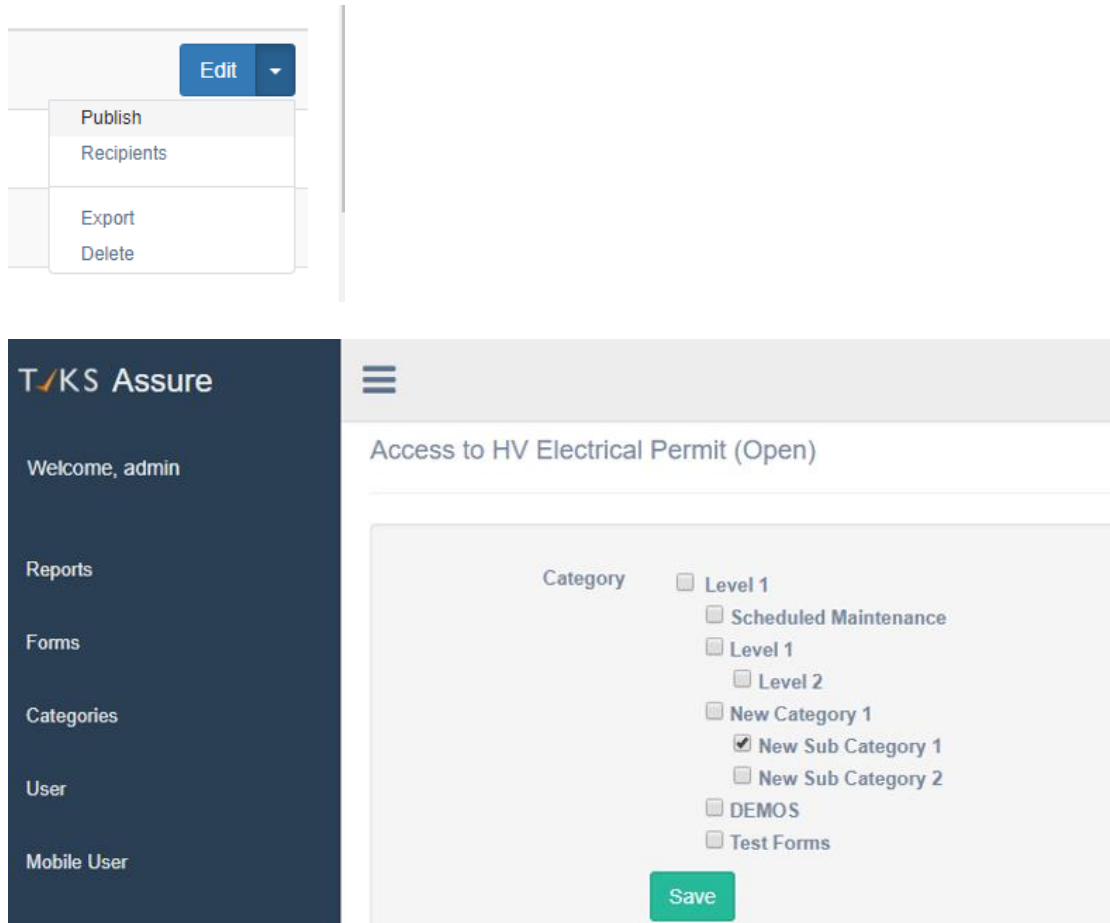 Edit
Publish
Recipients
Export
Delete
TIKS Assure
Welcome, admin
Access to HV Electrical Permit (Open)
Reports
Forms
Categories
User
Mobile User
Category
Level 1
Scheduled Maintenance
Level 1
Level 2
New Category 1
New Sub Category 1
New Sub Category 2
DEMOS
Test Forms
Save